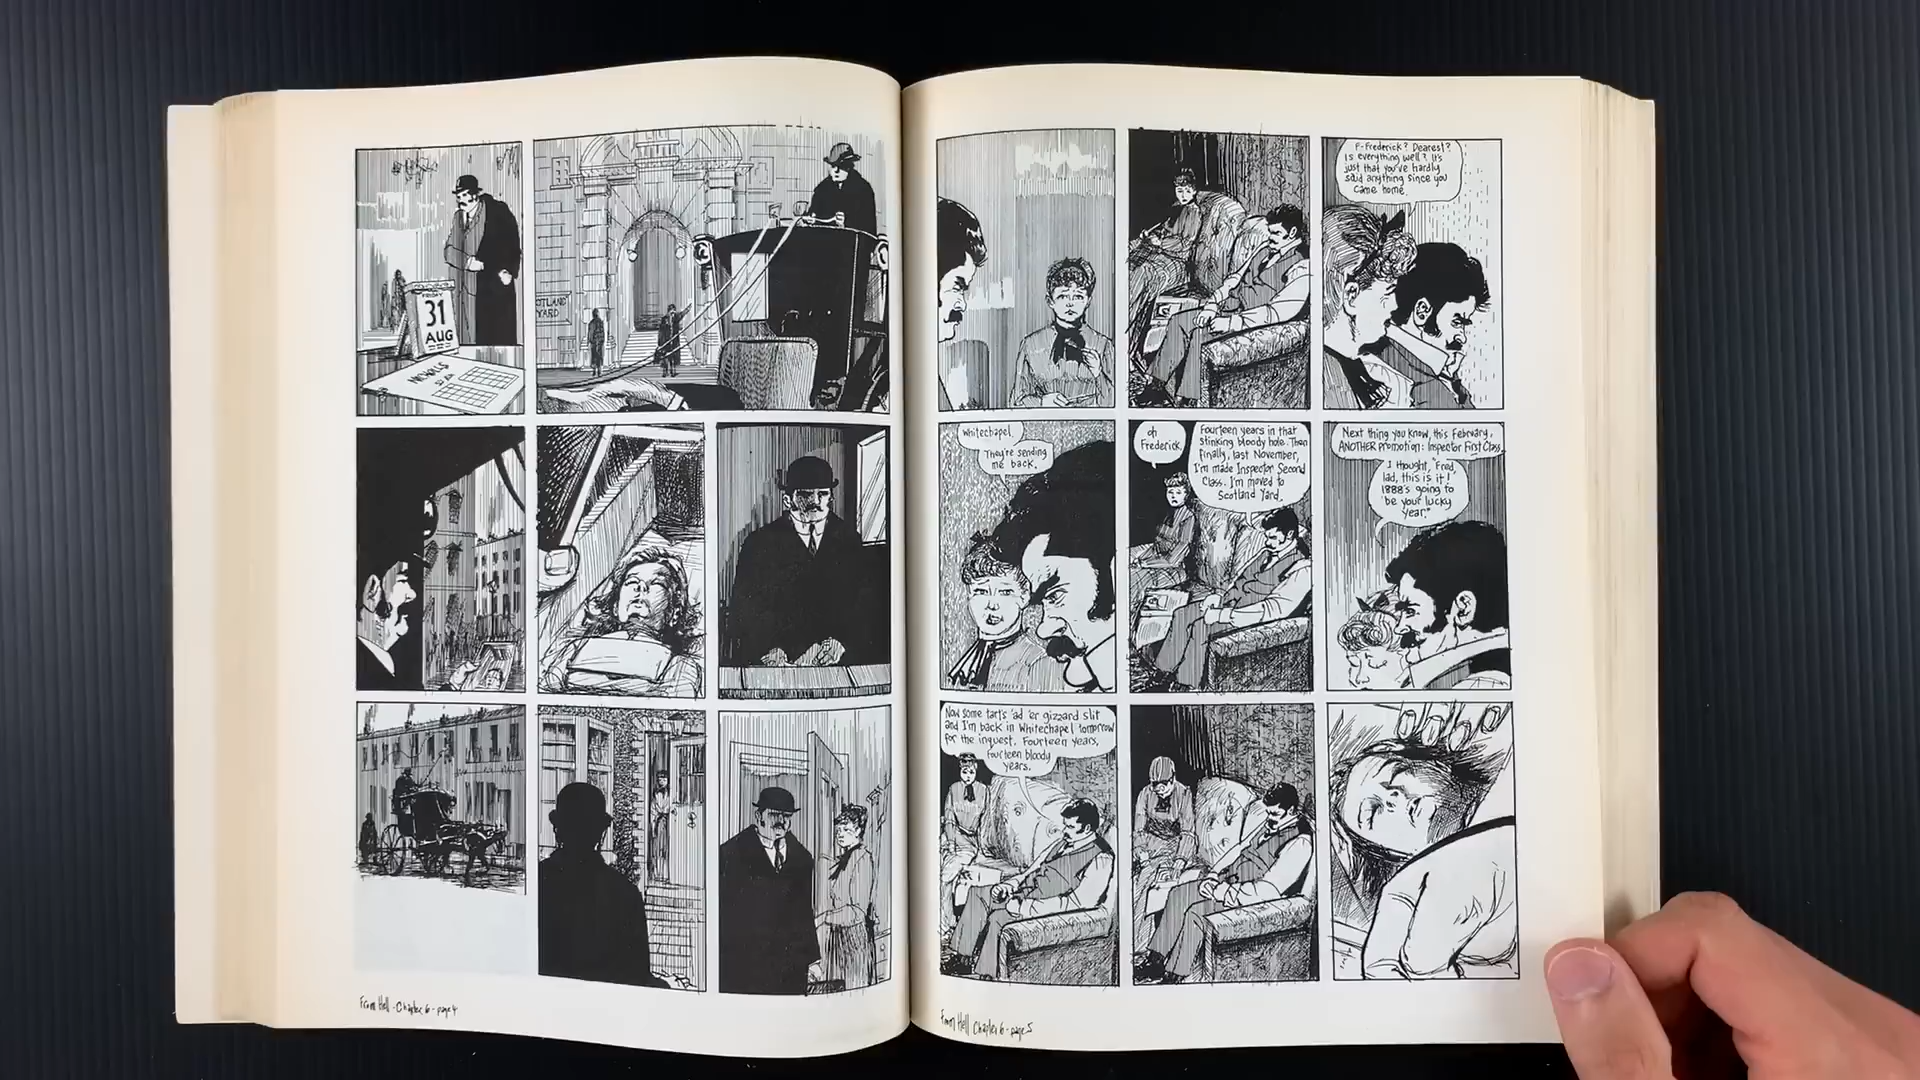 FRIDAY
31
AUG
NICHOLS
OTLAND
YARD
From Hell - Chapter 6 - page 4
F-Frederick? Dearest?
Is everything well? It's
just that you've hardly
said anything since you
came home.
Whitechapel.
They're sending
me back.
oh
Frederick
Fourteen years in that
stinking bloody hole. Then
finally, last November,
I'm made Inspector Second
Class. I'm moved to
Scotland Yard.
Next thing you know, this February,
ANOTHER promotion: Inspector First Class.
I thought, "Fred,
lad, this is it!
1888's going to
be your lucky
year."
Now some tart's 'ad 'er gizzard slit
and I'm back in Whitechapel tomorrow
for the inquest. Fourteen years,
fourteen bloody
years.
From Hell Chapter 6 - page 5